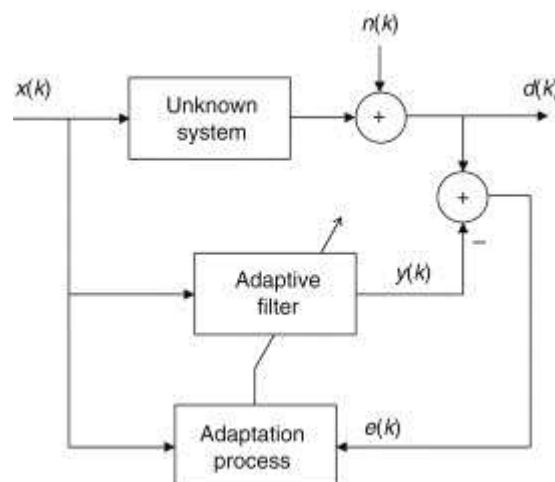 n(k)
x(k)
d(k)
Unknown
system
+
+
–
Adaptive
filter
y(k)
e(k)
Adaptation
process